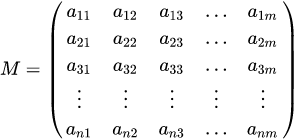 a₁₁ a₁₂ a₁₃ … a₁ₘ
a₂₁ a₂₂ a₂₃ … a₂ₘ
M = a₃₁ a₃₂ a₃₃ … a₃ₘ
⋮ ⋮ ⋮ ⋮ ⋮
aₙ₁ aₙ₂ aₙ₃ … aₙₘ